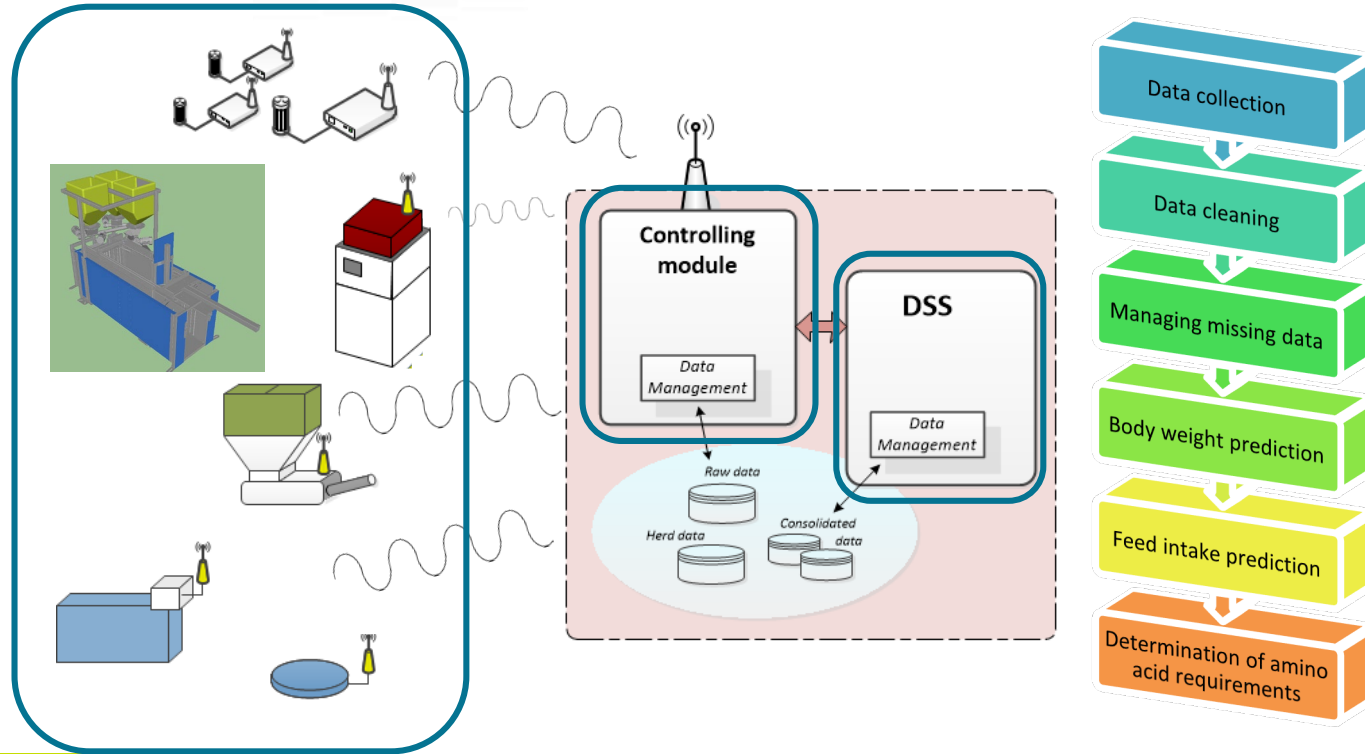 Controlling
module
Data
Management
DSS
Data
Management
Raw data
Herd data
Consolidated
data
Data collection
Data cleaning
Managing missing data
Body weight prediction
Feed intake prediction
Determination of amino
acid requirements